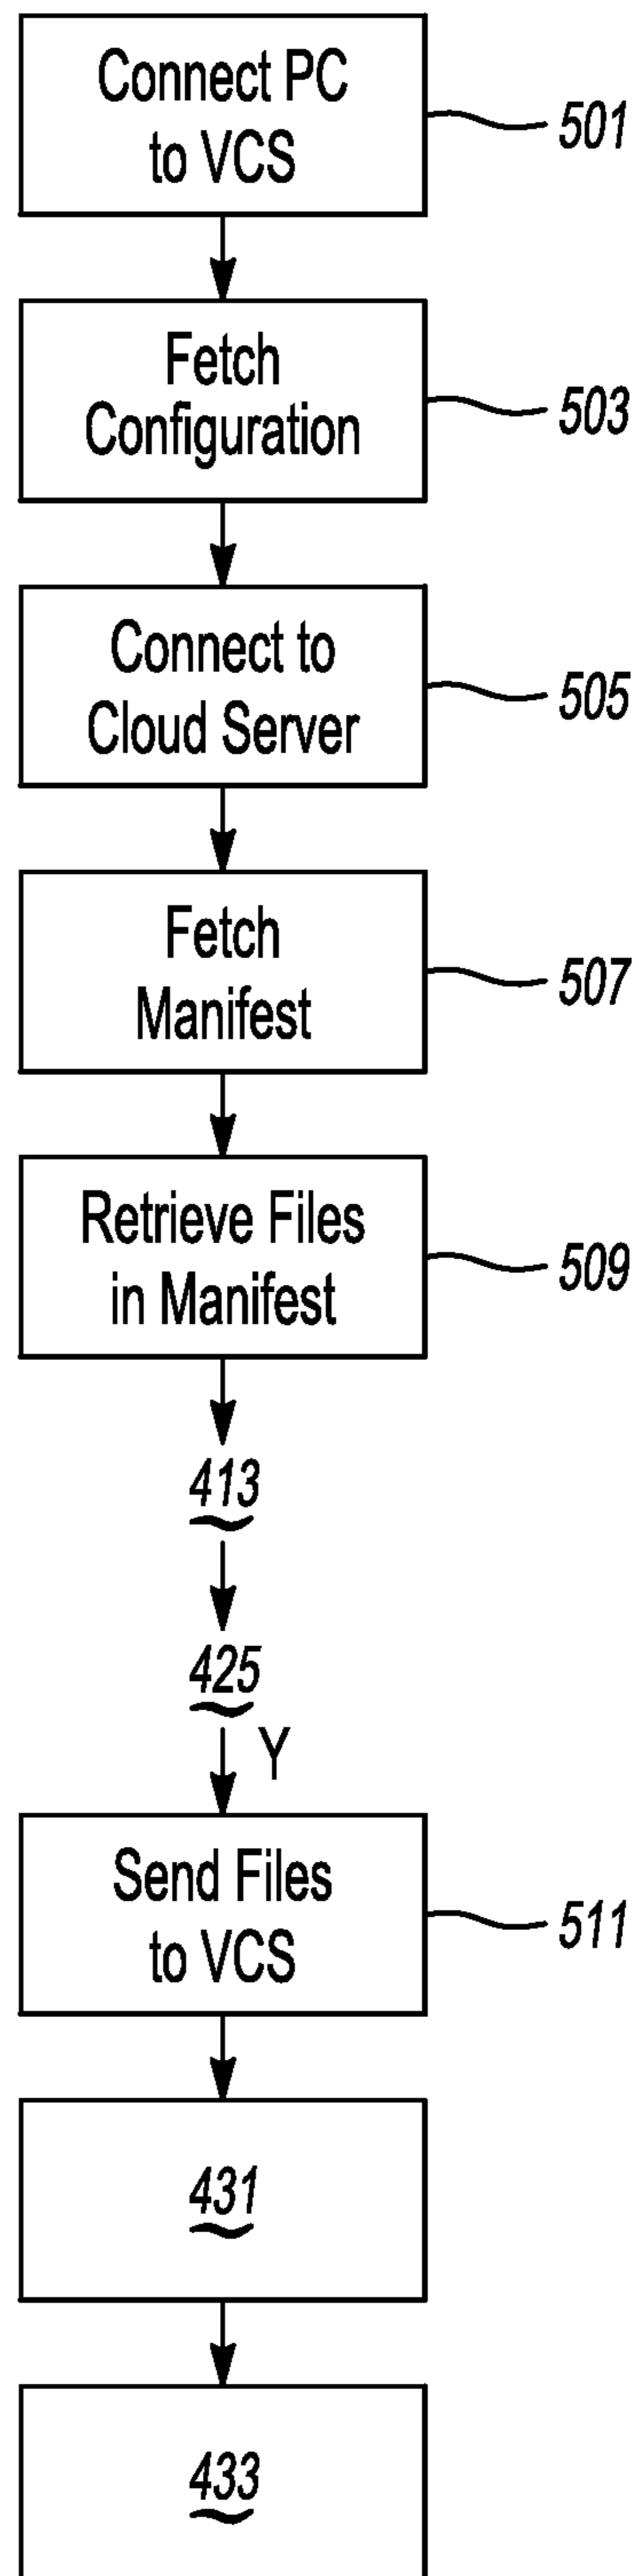 Connect PC
to VCS
501
Fetch
Configuration
503
Connect to
Cloud Server
505
Fetch
Manifest
507
Retrieve Files
in Manifest
509
413
425
Y
Send Files
to VCS
511
431
433